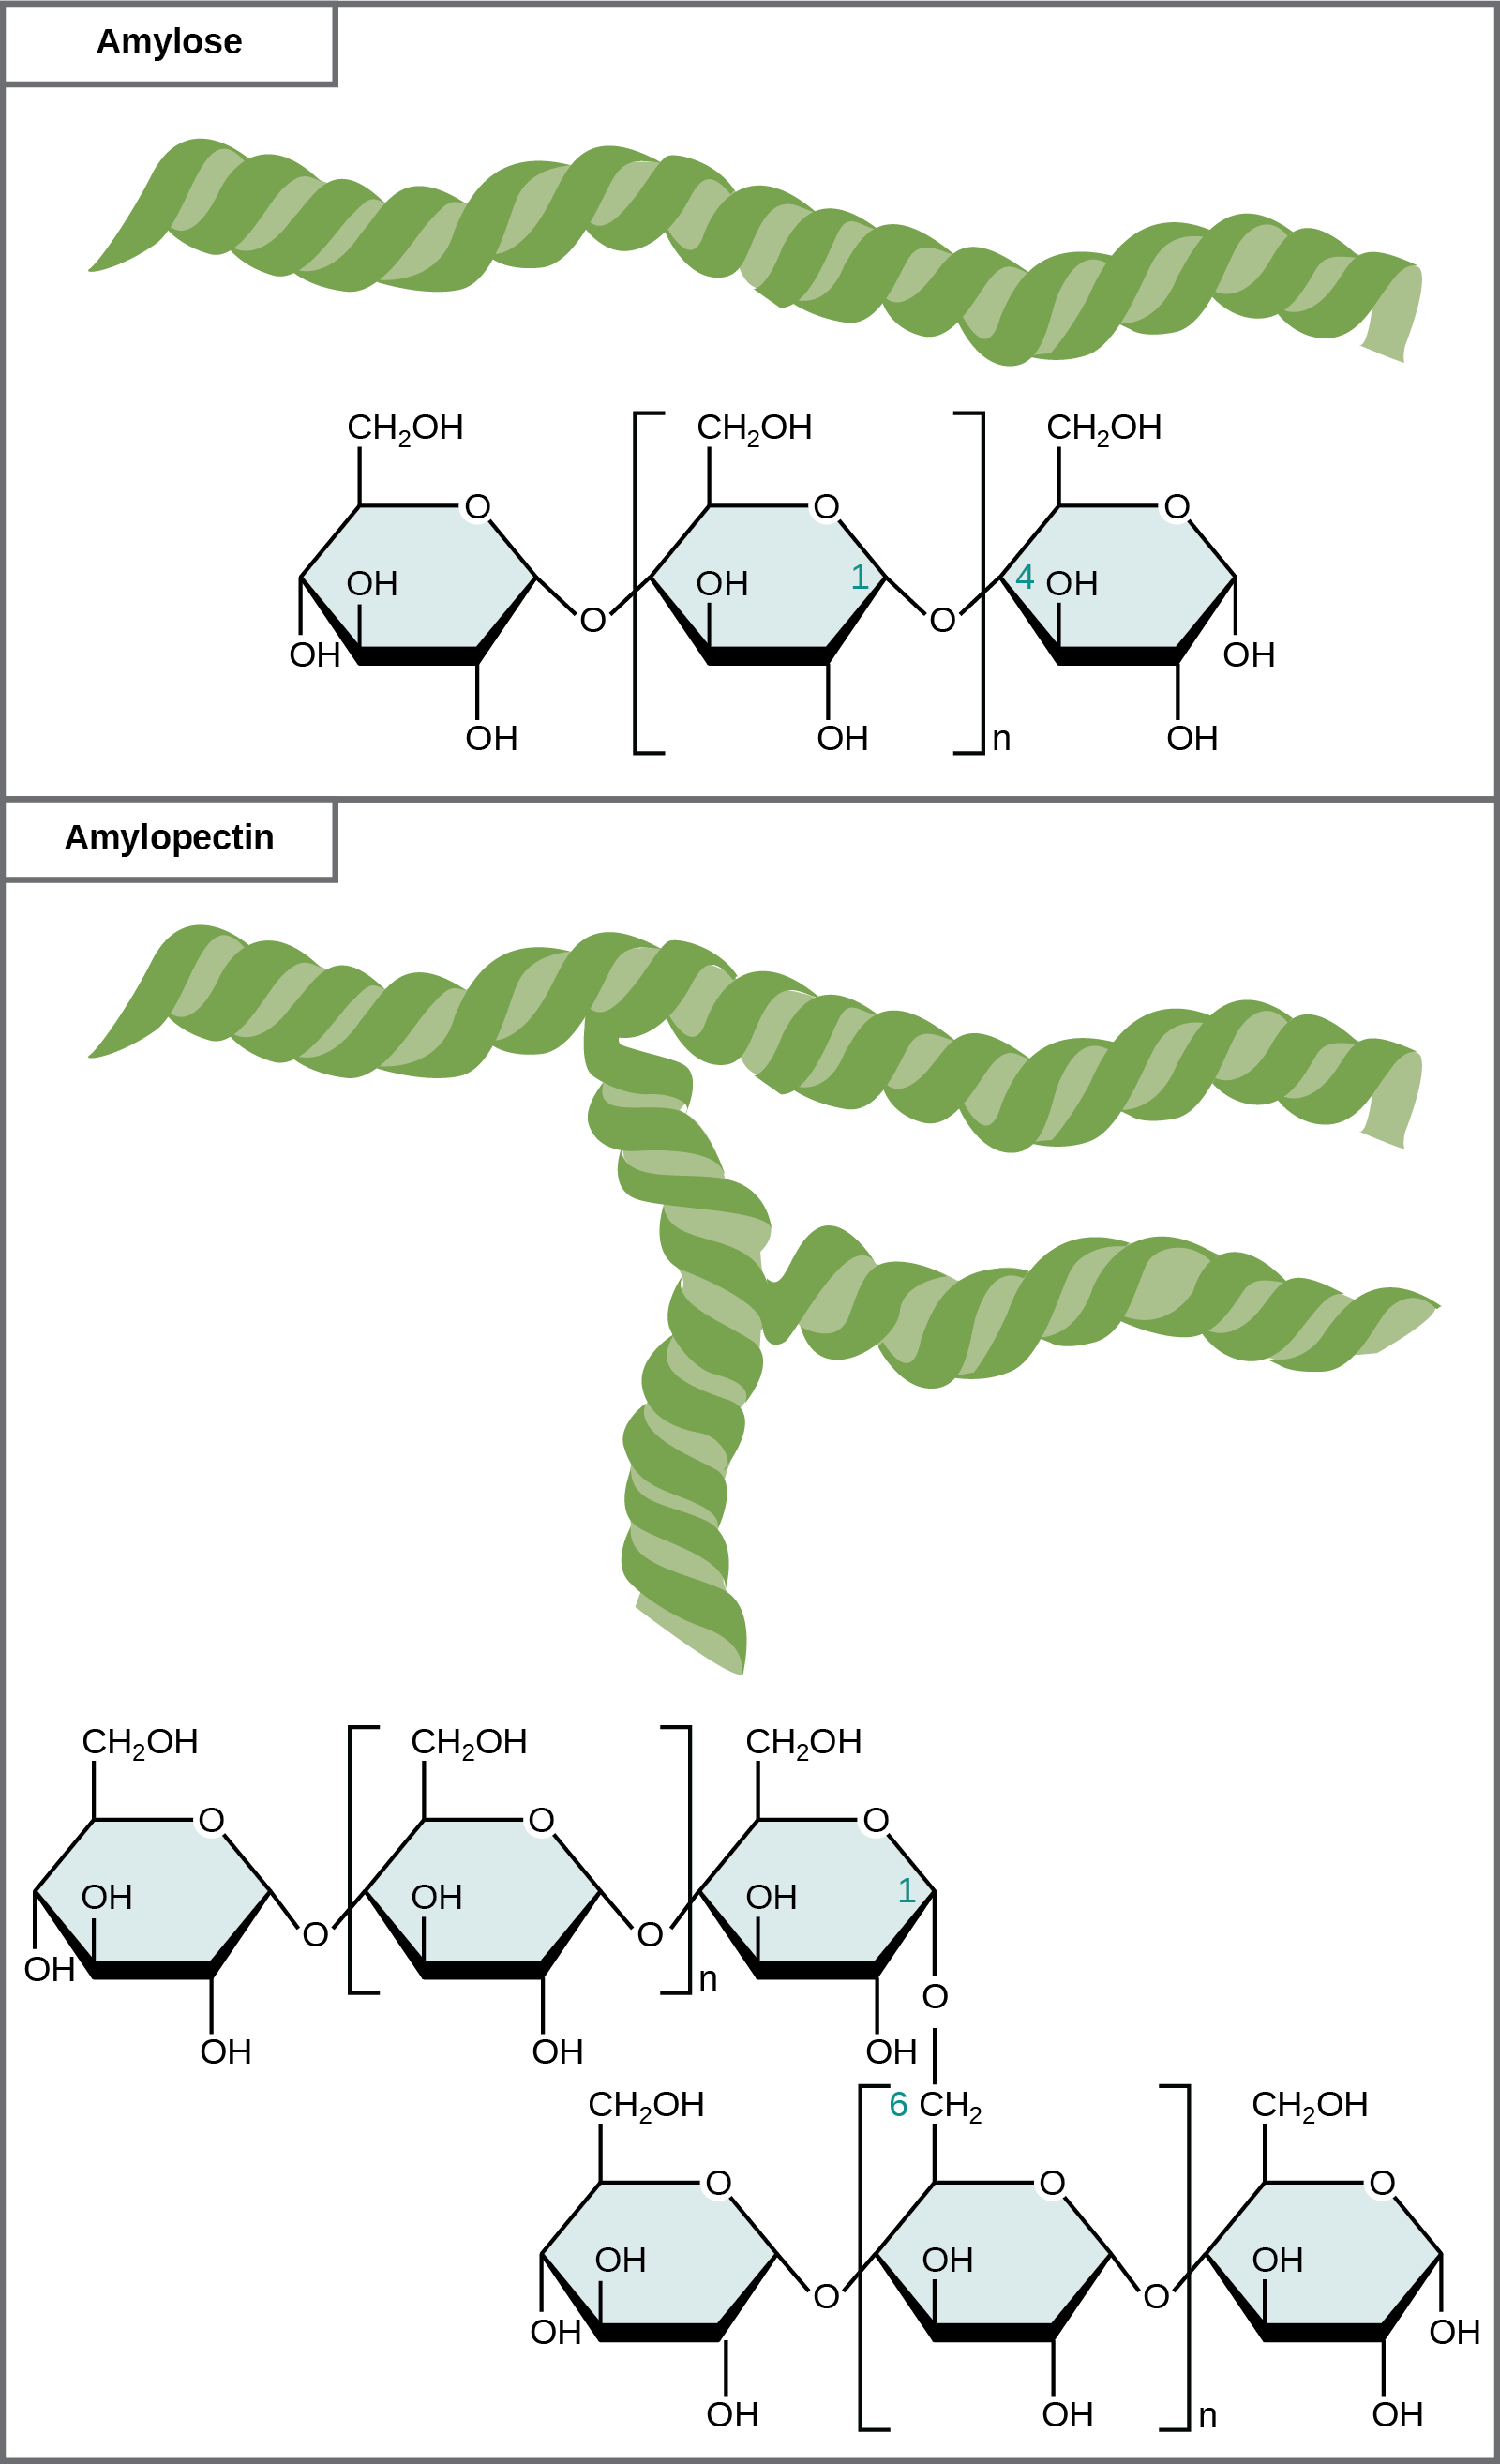 Amylose
CH2OH CH2OH CH2OH
O O O
OH OH 1 4 OH
O O
OH OH
OH OH OH n
Amylopectin
CH2OH CH2OH CH2OH
O O O
OH OH OH 1
O O
OH n
O
OH OH OH
CH2OH 6 CH2 CH2OH
O O O
OH OH OH
O O
OH OH
OH OH n OH